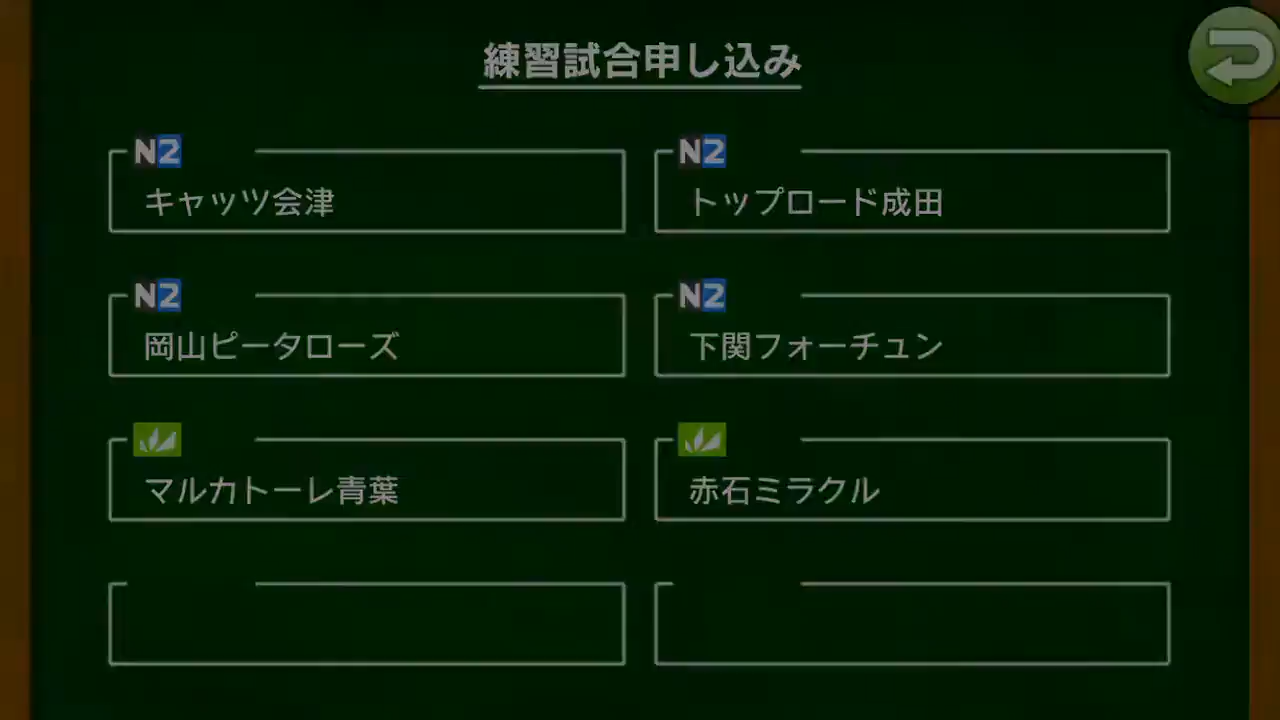 練習試合申し込み
N2
キャッツ会津
N2
トップロード成田
N2
岡山ピータローズ
N2
下関フォーチュン
マルカトーレ青葉
赤石ミラクル